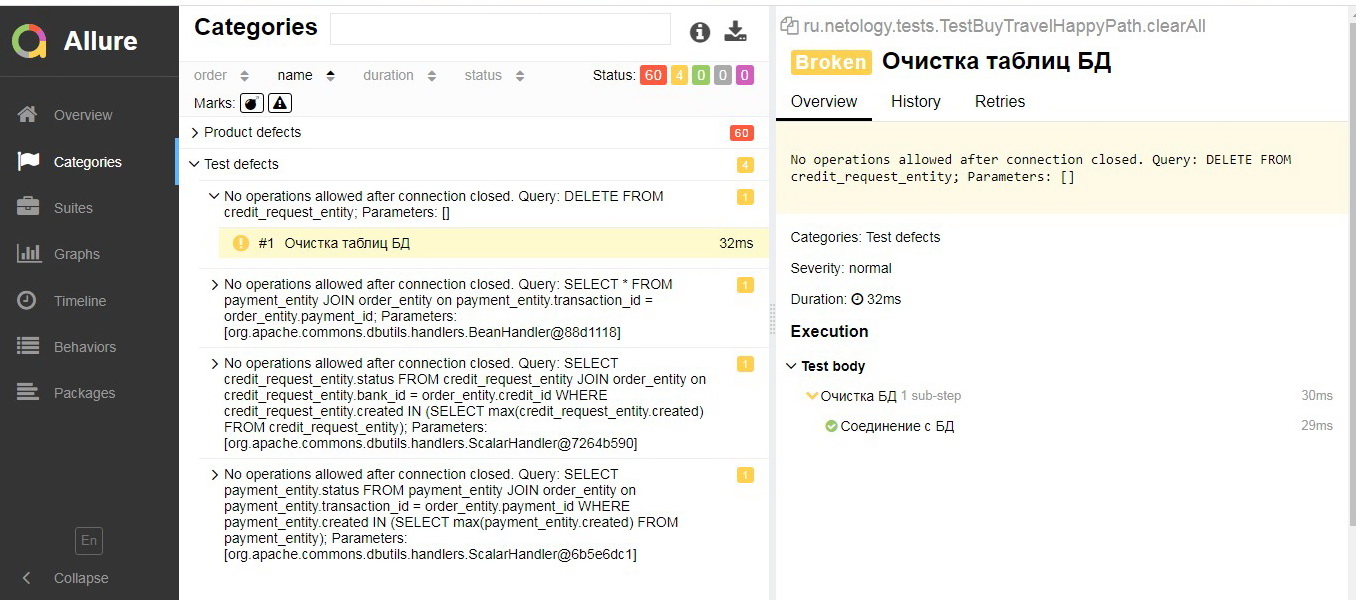 Allure
Overview
Categories
Suites
Graphs
Timeline
Behaviors
Packages
En
Collapse
Categories
order name duration status Status: 60 4 0 0 0
Marks:
Product defects 60
Test defects 4
No operations allowed after connection closed. Query: DELETE FROM 1
credit_request_entity; Parameters: []
#1 Очистка таблиц БД 32ms
No operations allowed after connection closed. Query: SELECT * FROM 1
payment_entity JOIN order_entity on payment_entity.transaction_id =
order_entity.payment_id; Parameters:
[org.apache.commons.dbutils.handlers.BeanHandler@88d1118]
No operations allowed after connection closed. Query: SELECT 1
credit_request_entity.status FROM credit_request_entity JOIN order_entity on
credit_request_entity.bank_id = order_entity.credit_id WHERE
credit_request_entity.created IN (SELECT max(credit_request_entity.created)
FROM credit_request_entity); Parameters:
[org.apache.commons.dbutils.handlers.ScalarHandler@7264b590]
No operations allowed after connection closed. Query: SELECT 1
payment_entity.status FROM payment_entity JOIN order_entity on
payment_entity.transaction_id = order_entity.payment_id WHERE
payment_entity.created IN (SELECT max(payment_entity.created) FROM
payment_entity); Parameters:
[org.apache.commons.dbutils.handlers.ScalarHandler@6b5e6dc1]
ru.netology.tests.TestBuyTravelHappyPath.clearAll
Broken Очистка таблиц БД
Overview History Retries
No operations allowed after connection closed. Query: DELETE FROM
credit_request_entity; Parameters: []
Categories: Test defects
Severity: normal
Duration: 32ms
Execution
Test body
Очистка БД 1 sub-step 30ms
Соединение с БД 29ms